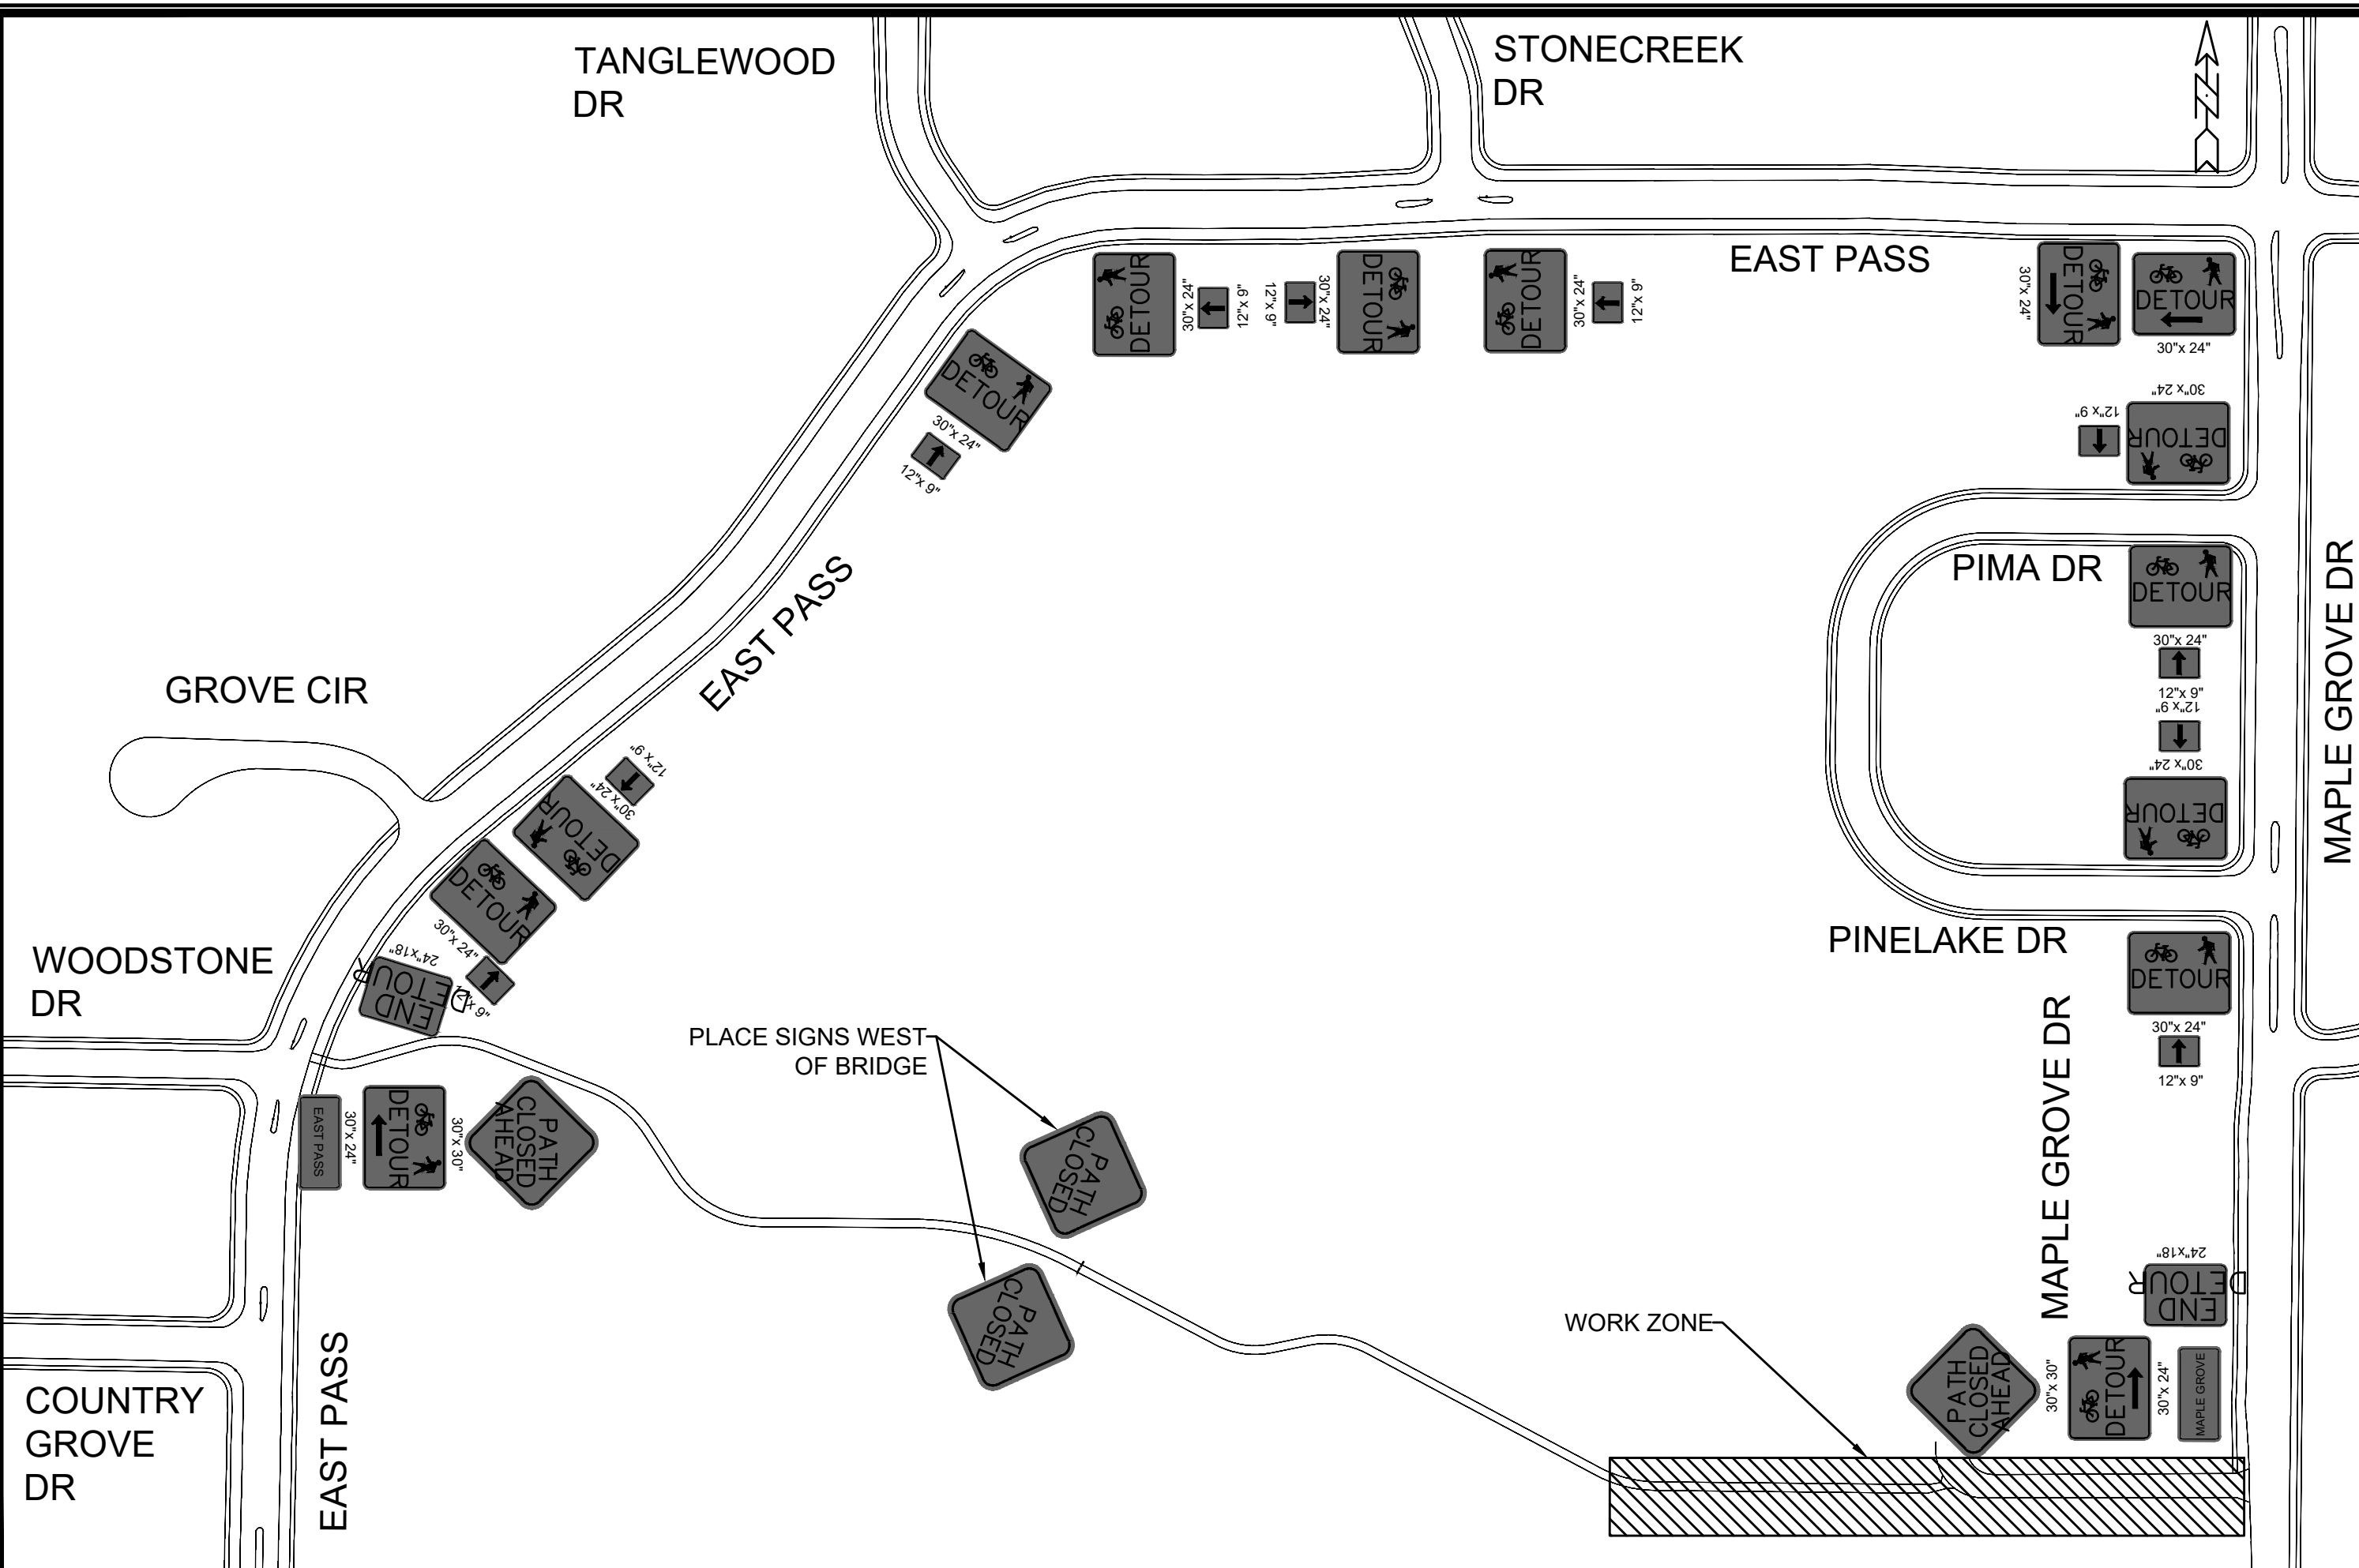 TANGLEWOOD
DR
STONECREEK
DR
N
EAST PASS
DETOUR
30"x 24"
12"x 9"
12"x 9"
30"x 24"
DETOUR
DETOUR
30"x 24"
12"x 9"
30"x 24"
DETOUR
DETOUR
30"x 24"
DETOUR
30"x 24"
12"x 9"
30"x 24"
12"x 9"
DETOUR
EAST PASS
PIMA DR
DETOUR
30"x 24"
12"x 9"
12"x 9"
30"x 24"
DETOUR
MAPLE GROVE DR
GROVE CIR
12"x 9"
30"x 24"
DETOUR
DETOUR
30"x 24"
12"x 9"
WOODSTONE
DR
24"x18"
END
DETOUR
PINELAKE DR
DETOUR
30"x 24"
12"x 9"
PLACE SIGNS WEST
OF BRIDGE
EAST PASS
30"x 24"
DETOUR
30"x 30"
PATH
CLOSED
AHEAD
PATH
CLOSED
PATH
CLOSED
MAPLE GROVE DR
24"x18"
END
DETOUR
WORK ZONE
PATH
CLOSED
AHEAD
30"x 30"
DETOUR
30"x 24"
MAPLE GROVE
COUNTRY
GROVE
DR
EAST PASS